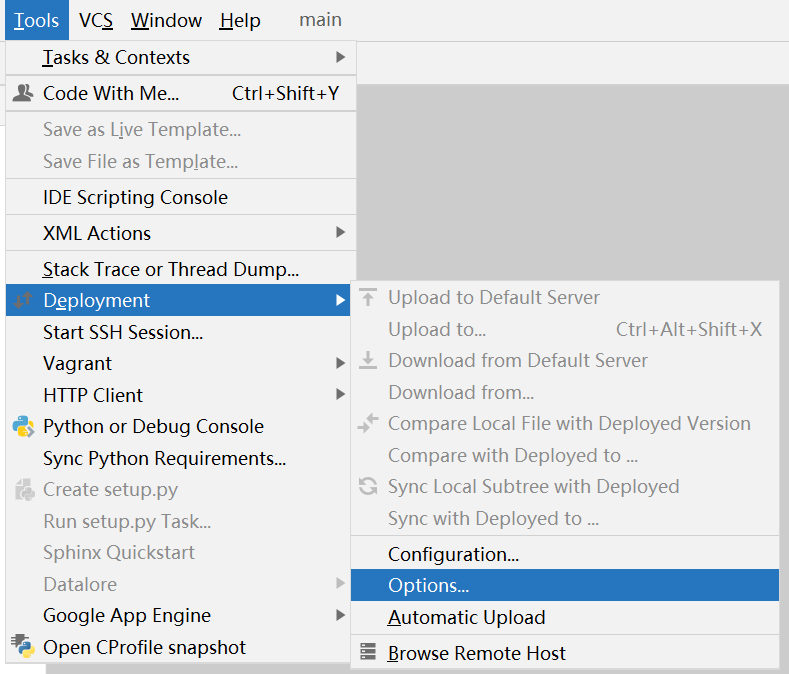 Tools VCS Window Help main
Tasks & Contexts
Code With Me... Ctrl+Shift+Y
Save as Live Template...
Save File as Template...
IDE Scripting Console
XML Actions
Stack Trace or Thread Dump...
Deployment
Start SSH Session...
Vagrant
HTTP Client
Python or Debug Console
Sync Python Requirements...
Create setup.py
Run setup.py Task...
Sphinx Quickstart
Datalore
Google App Engine
Open CProfile snapshot
Upload to Default Server
Upload to... Ctrl+Alt+Shift+X
Download from Default Server
Download from...
Compare Local File with Deployed Version
Compare with Deployed to ...
Sync Local Subtree with Deployed
Sync with Deployed to ...
Configuration...
Options...
Automatic Upload
Browse Remote Host